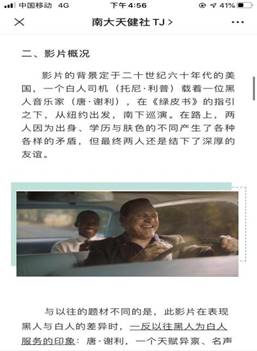 中国移动 4G 下午4:56 41%
南大天健社 TJ >
二、影片概况
影片的背景定于二十世纪六十年代的美
国，一个白人司机（托尼·利普）载着一位黑
人音乐家（唐·谢利），在《绿皮书》的指引
之下，从纽约出发，南下巡演。在路上，两
人因为出身、学历与肤色的不同产生了各种
各样的矛盾，但最终两人还是结下了深厚的
友谊。
与以往的题材不同的是，此影片在表现
黑人与白人的差异时，一反以往黑人为白人
服务的印象：唐·谢利，一个天赋异禀、名声